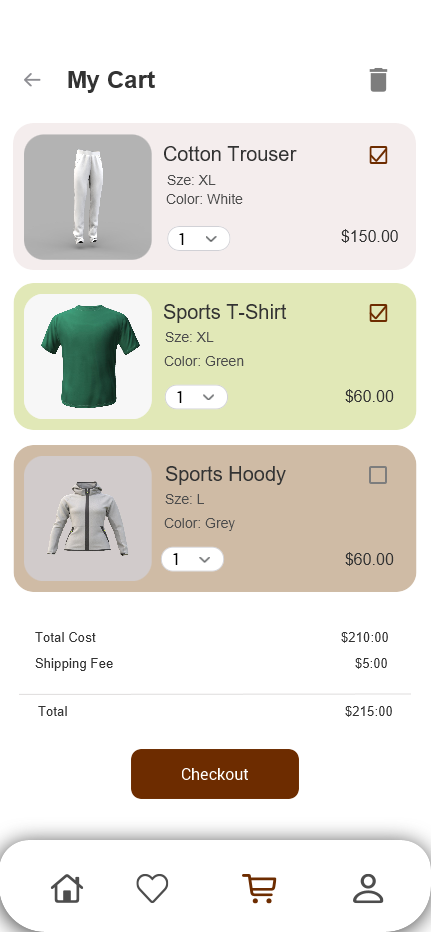 My Cart
Cotton Trouser
Sze: XL
Color: White
1
$150.00
Sports T-Shirt
Size: XL
Color: Green
1
$60.00
Sports Hoody
Size: L
Color: Grey
1
$60.00
Total Cost $210:00
Shipping Fee $5:00
Total $215:00
Checkout